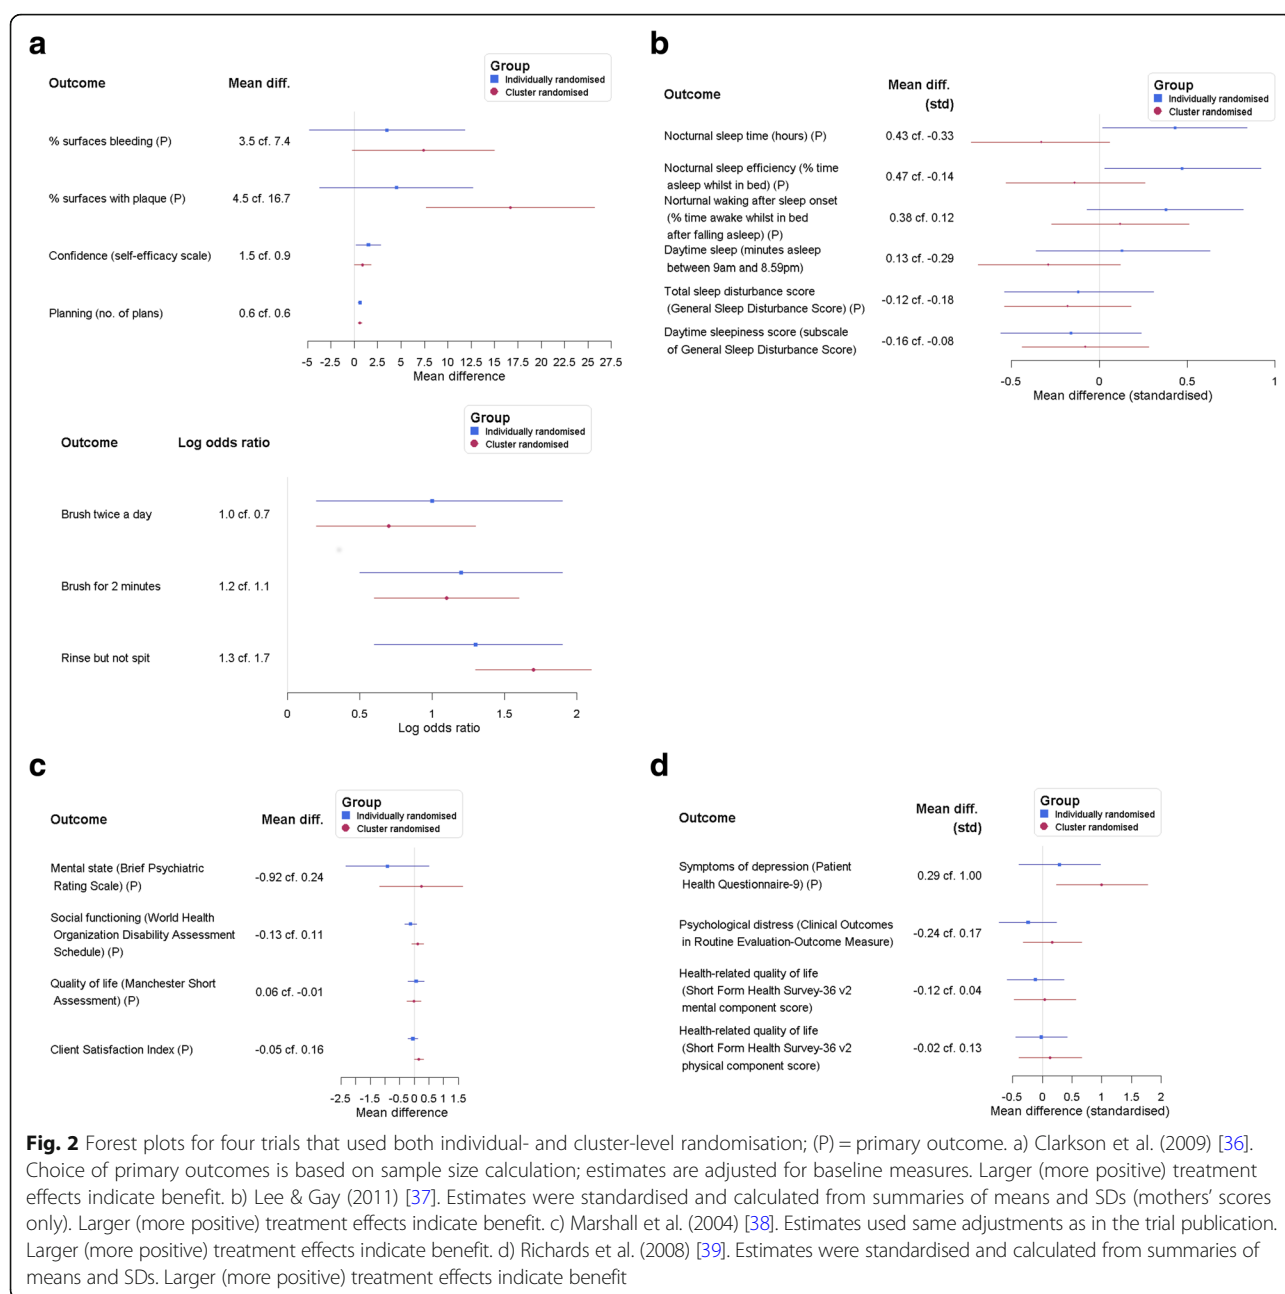 a
Outcome
Mean diff.
Group
Individually randomised
Cluster randomised
% surfaces bleeding (P)
3.5 cf. 7.4
% surfaces with plaque (P)
4.5 cf. 16.7
Confidence (self-efficacy scale)
1.5 cf. 0.9
Planning (no. of plans)
0.6 cf. 0.6
-5 -2.5 0 2.5 5 7.5 10 12.5 15 17.5 20 22.5 25 27.5
Mean difference
Group
Individually randomised
Cluster randomised
Outcome
Log odds ratio
Brush twice a day
1.0 cf. 0.7
Brush for 2 minutes
1.2 cf. 1.1
Rinse but not spit
1.3 cf. 1.7
0 0.5 1 1.5 2
Log odds ratio
b
Outcome
Mean diff.
(std)
Group
Individually randomised
Cluster randomised
Nocturnal sleep time (hours) (P)
0.43 cf. -0.33
Nocturnal sleep efficiency (% time
asleep whilst in bed) (P)
0.47 cf. -0.14
Norturnal waking after sleep onset
(% time awake whilst in bed
after falling asleep) (P)
0.38 cf. 0.12
Daytime sleep (minutes asleep
between 9am and 8.59pm)
0.13 cf. -0.29
Total sleep disturbance score
(General Sleep Disturbance Score) (P)
-0.12 cf. -0.18
Daytime sleepiness score (subscale
of General Sleep Disturbance Score)
-0.16 cf. -0.08
-0.5 0 0.5 1
Mean difference (standardised)
c
Outcome
Mean diff.
Group
Individually randomised
Cluster randomised
Mental state (Brief Psychiatric
Rating Scale) (P)
-0.92 cf. 0.24
Social functioning (World Health
Organization Disability Assessment
Schedule) (P)
-0.13 cf. 0.11
Quality of life (Manchester Short
Assessment) (P)
0.06 cf. -0.01
Client Satisfaction Index (P)
-0.05 cf. 0.16
-2.5 -1.5 -0.5 0 0.5 1 1.5
Mean difference
d
Outcome
Mean diff.
(std)
Group
Individually randomised
Cluster randomised
Symptoms of depression (Patient
Health Questionnaire-9) (P)
0.29 cf. 1.00
Psychological distress (Clinical Outcomes
in Routine Evaluation-Outcome Measure)
-0.24 cf. 0.17
Health-related quality of life
(Short Form Health Survey-36 v2
mental component score)
-0.12 cf. 0.04
Health-related quality of life
(Short Form Health Survey-36 v2
physical component score)
-0.02 cf. 0.13
-0.5 0 0.5 1 1.5 2
Mean difference (standardised)
Fig. 2 Forest plots for four trials that used both individual- and cluster-level randomisation; (P) = primary outcome. a) Clarkson et al. (2009) [36].
Choice of primary outcomes is based on sample size calculation; estimates are adjusted for baseline measures. Larger (more positive) treatment
effects indicate benefit. b) Lee & Gay (2011) [37]. Estimates were standardised and calculated from summaries of means and SDs (mothers' scores
only). Larger (more positive) treatment effects indicate benefit. c) Marshall et al. (2004) [38]. Estimates used same adjustments as in the trial publication.
Larger (more positive) treatment effects indicate benefit. d) Richards et al. (2008) [39]. Estimates were standardised and calculated from summaries of
means and SDs. Larger (more positive) treatment effects indicate benefit